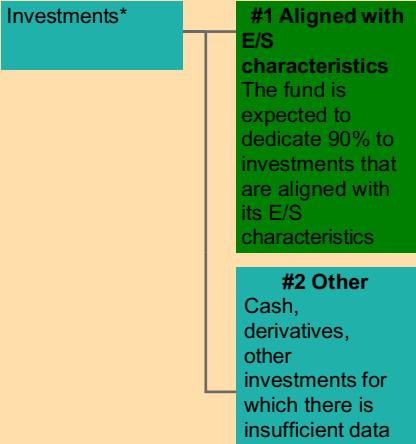 Investments*
#1 Aligned with
E/S
characteristics
The fund is
expected to
dedicate 90% to
investments that
are aligned with
its E/S
characteristics
#2 Other
Cash,
derivatives,
other
investments for
which there is
insufficient data